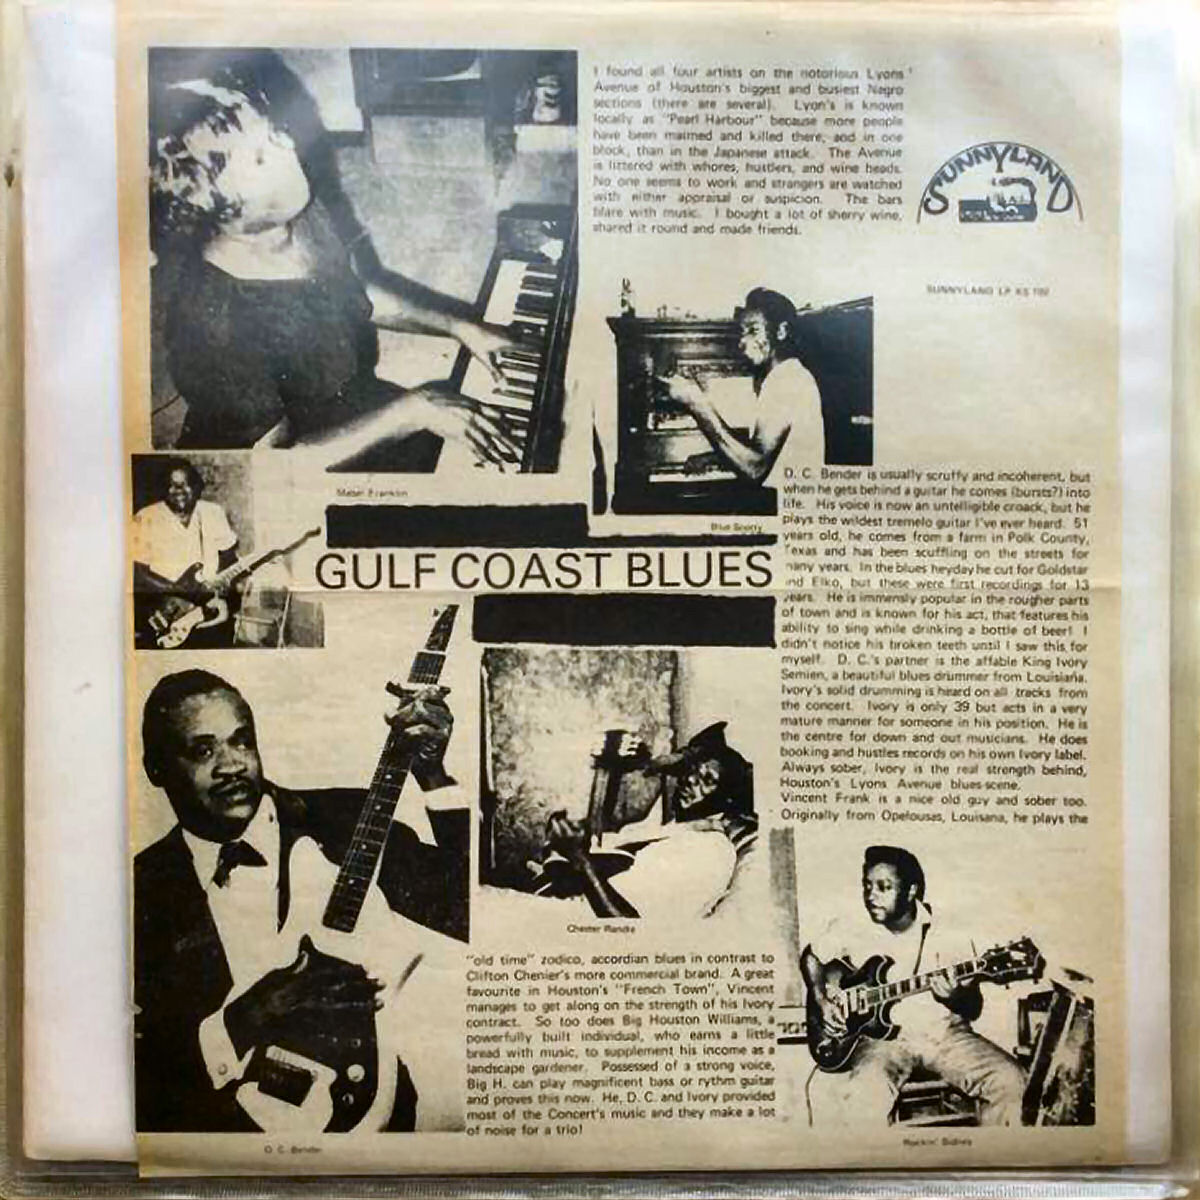 I found all four artists on the notorious Lyons'
Avenue of Houston's biggest and busiest Negro
sections (there are several). Lyon's is known
locally as "Pearl Harbour" because more people
have been maimed and killed there, and in one
block, than in the Japanese attack. The Avenue
is littered with whores, hustlers, and wine heads.
No one seems to work and strangers are watched
with either appraisal or suspicion. The bars
blare with music. I bought a lot of sherry wine,
shared it round and made friends.
SUNNYLAND
SUNNYLAND LP KS 102
Mabel Franklin
Blue Scotty
GULF COAST BLUES
D. C. Bender is usually scruffy and incoherent, but
when he gets behind a guitar he comes (bursts?) into
life. His voice is now an untelligible croack, but he
plays the wildest tremelo guitar I've ever heard. 51
years old, he comes from a farm in Polk County,
Texas and has been scuffling on the streets for
many years. In the blues heyday he cut for Goldstar
and Elko, but these were first recordings for 13
years. He is immensly popular in the rougher parts
of town and is known for his act, that features his
ability to sing while drinking a bottle of beer! I
didn't notice his broken teeth until I saw this for
myself. D. C.'s partner is the affable King Ivory
Semien, a beautiful blues drummer from Louisiana.
Ivory's solid drumming is heard on all tracks from
the concert. Ivory is only 39 but acts in a very
mature manner for someone in his position. He is
the centre for down and out musicians. He does
booking and hustles records on his own Ivory label.
Always sober, Ivory is the real strength behind,
Houston's Lyons Avenue blues-scene.
Vincent Frank is a nice old guy and sober too.
Originally from Opelousas, Louisana, he plays the
Chester Randle
"old time" zodico, accordian blues in contrast to
Clifton Chenier's more commercial brand. A great
favourite in Houston's "French Town", Vincent
manages to get along on the strength of his Ivory
contract. So too does Big Houston Williams, a
powerfully built individual, who earns a little
bread with music, to supplement his income as a
landscape gardener. Possessed of a strong voice,
Big H. can play magnificent bass or rythm guitar
and proves this now. He, D. C. and Ivory provided
most of the Concert's music and they make a lot
of noise for a trio!
D. C. Bender
Rockin' Sidney